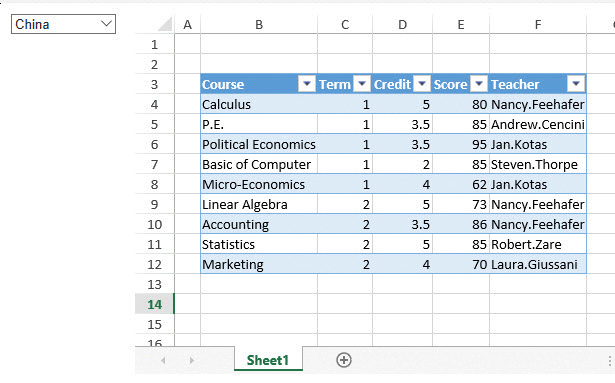 China
A B C D E F
1
2
3 Course Term Credit Score Teacher
4 Calculus 1 5 80 Nancy.Feehafer
5 P.E. 1 3.5 85 Andrew.Cencini
6 Political Economics 1 3.5 95 Jan.Kotas
7 Basic of Computer 1 2 85 Steven.Thorpe
8 Micro-Economics 1 4 62 Jan.Kotas
9 Linear Algebra 2 5 73 Nancy.Feehafer
10 Accounting 2 3.5 86 Nancy.Feehafer
11 Statistics 2 5 85 Robert.Zare
12 Marketing 2 4 70 Laura.Giussani
13
14
15
16
Sheet1